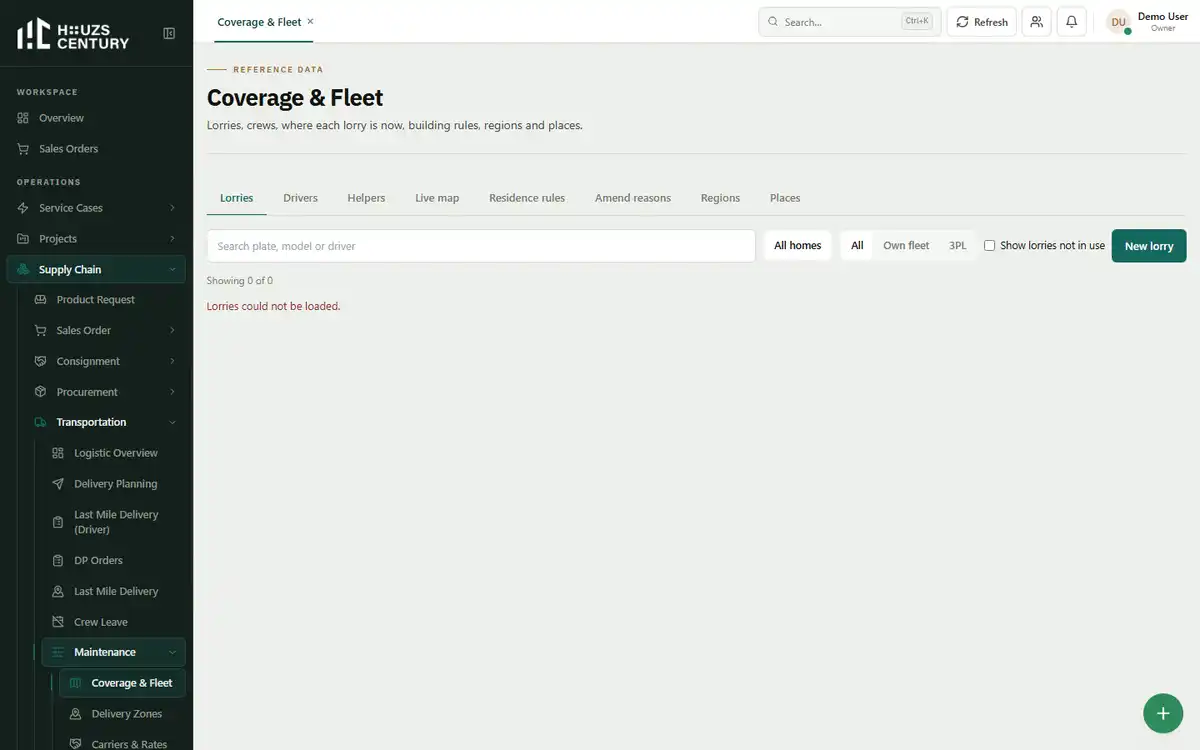 HOUZS
CENTURY
WORKSPACE
Overview
Sales Orders
OPERATIONS
Service Cases
Projects
Supply Chain
Product Request
Sales Order
Consignment
Procurement
Transportation
Logistic Overview
Delivery Planning
Last Mile Delivery
(Driver)
DP Orders
Last Mile Delivery
Crew Leave
Maintenance
Coverage & Fleet
Delivery Zones
Carriers & Rates
Coverage & Fleet ×
Search... Ctrl+K
Refresh
DU
Demo User
Owner
REFERENCE DATA
Coverage & Fleet
Lorries, crews, where each lorry is now, building rules, regions and places.
Lorries Drivers Helpers Live map Residence rules Amend reasons Regions Places
Search plate, model or driver All homes All Own fleet 3PL Show lorries not in use New lorry
Showing 0 of 0
Lorries could not be loaded.
+